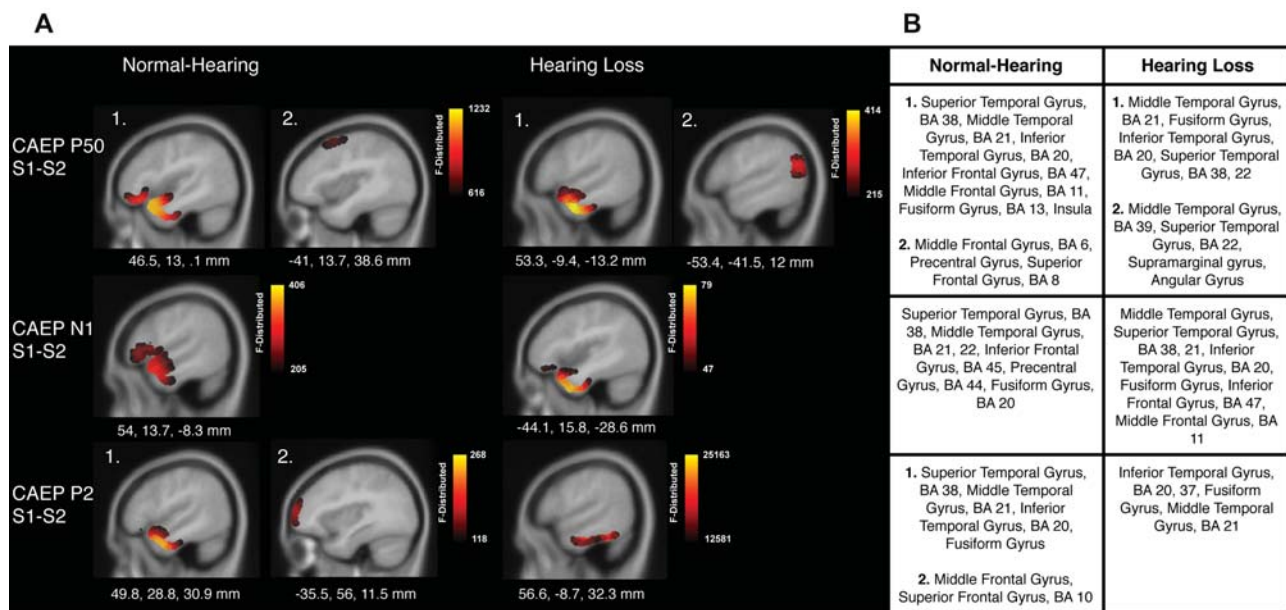 A
B
Normal-Hearing
Hearing Loss
CAEP P50
S1-S2
1.
2.
1232
F-Distributed
616
46.5, 13, .1 mm
-41, 13.7, 38.6 mm
1.
2.
414
F-Distributed
215
53.3, -9.4, -13.2 mm
-53.4, -41.5, 12 mm
CAEP N1
S1-S2
406
F-Distributed
205
54, 13.7, -8.3 mm
79
F-Distributed
47
-44.1, 15.8, -28.6 mm
CAEP P2
S1-S2
1.
2.
268
F-Distributed
118
49.8, 28.8, 30.9 mm
-35.5, 56, 11.5 mm
25163
F-Distributed
12581
56.6, -8.7, 32.3 mm
Normal-Hearing
Hearing Loss
1. Superior Temporal Gyrus,
BA 38, Middle Temporal
Gyrus, BA 21, Inferior
Temporal Gyrus, BA 20,
Inferior Frontal Gyrus, BA 47,
Middle Frontal Gyrus, BA 11,
Fusiform Gyrus, BA 13, Insula
2. Middle Frontal Gyrus, BA 6,
Precentral Gyrus, Superior
Frontal Gyrus, BA 8
1. Middle Temporal Gyrus,
BA 21, Fusiform Gyrus,
Inferior Temporal Gyrus,
BA 20, Superior Temporal
Gyrus, BA 38, 22
2. Middle Temporal Gyrus,
BA 39, Superior Temporal
Gyrus, BA 22,
Supramarginal gyrus,
Angular Gyrus
Superior Temporal Gyrus, BA
38, Middle Temporal Gyrus,
BA 21, 22, Inferior Frontal
Gyrus, BA 45, Precentral
Gyrus, BA 44, Fusiform Gyrus,
BA 20
Middle Temporal Gyrus,
Superior Temporal Gyrus,
BA 38, 21, Inferior
Temporal Gyrus, BA 20,
Fusiform Gyrus, Inferior
Frontal Gyrus, BA 47,
Middle Frontal Gyrus, BA
11
1. Superior Temporal Gyrus,
BA 38, Middle Temporal
Gyrus, BA 21, Inferior
Temporal Gyrus, BA 20,
Fusiform Gyrus
2. Middle Frontal Gyrus,
Superior Frontal Gyrus, BA 10
Inferior Temporal Gyrus,
BA 20, 37, Fusiform
Gyrus, Middle Temporal
Gyrus, BA 21